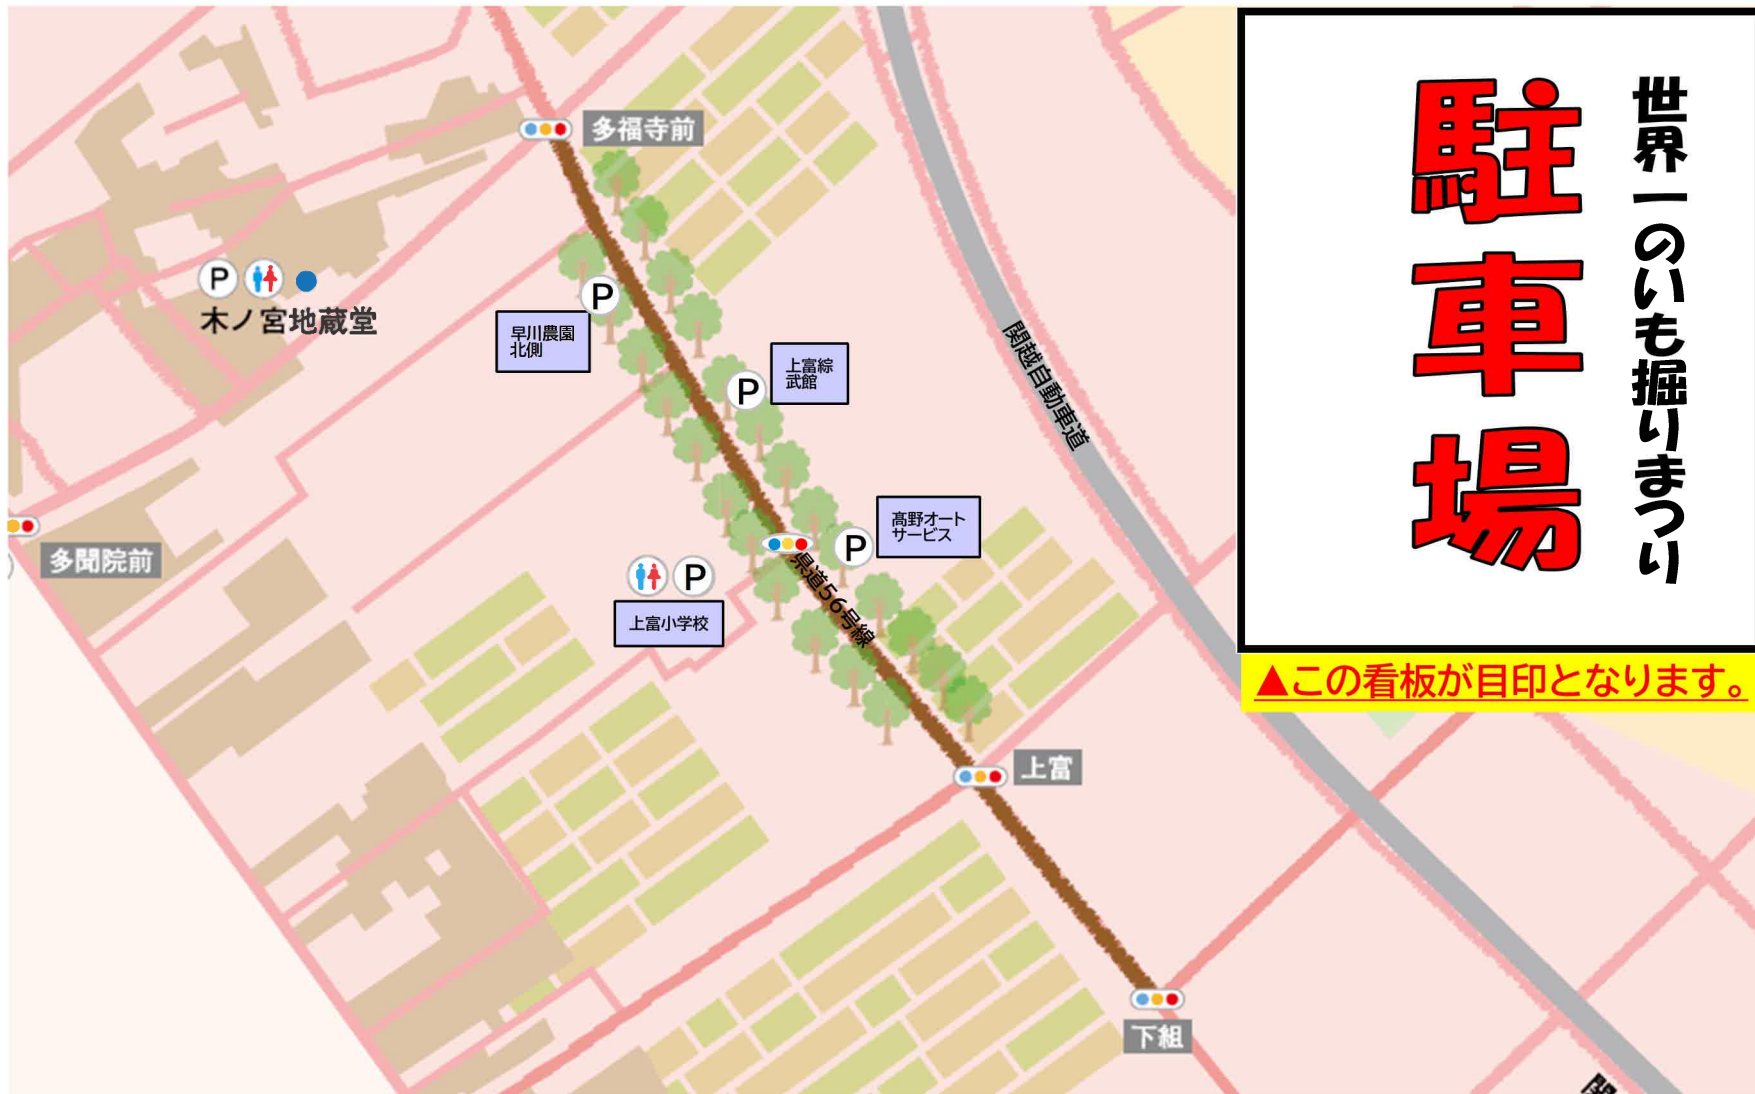 世界一のいも掘りまつり
駐車場
▲この看板が目印となります。
多福寺前
P
木ノ宮地蔵堂
P
早川農園
北側
P
上富綜
武館
関越自動車道
P
髙野オート
サービス
多聞院前
P
上富小学校
県道56号線
上富
下組
関